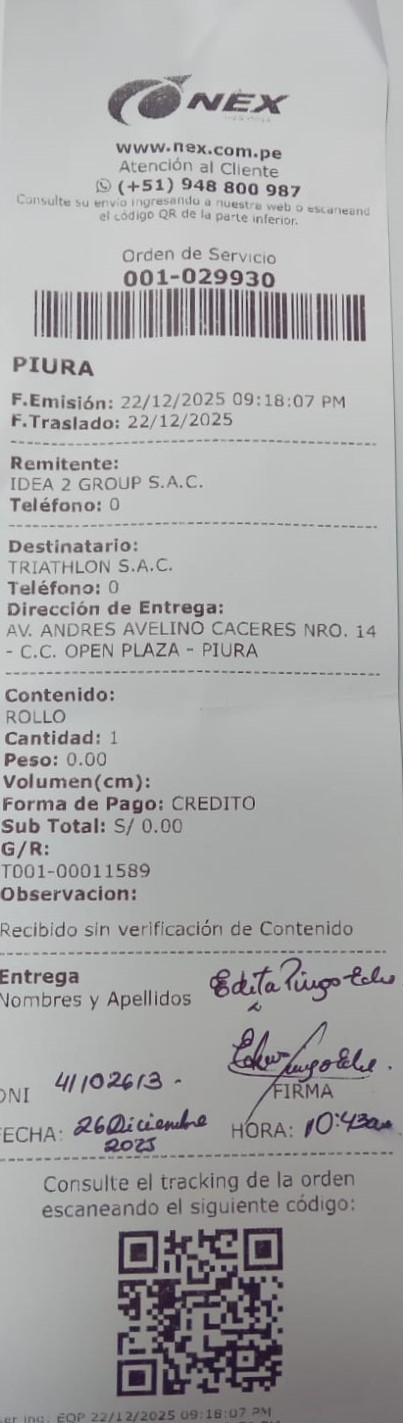 NEX
www.nex.com.pe
Atención al Cliente
(+51) 948 800 987
Consulte su envío ingresando a nuestra web o escaneand
el código QR de la parte inferior.
Orden de Servicio
001-029930
PIURA
F.Emisión: 22/12/2025 09:18:07 PM
F.Traslado: 22/12/2025
Remitente:
IDEA 2 GROUP S.A.C.
Teléfono: 0
Destinatario:
TRIATHLON S.A.C.
Teléfono: 0
Dirección de Entrega:
AV. ANDRES AVELINO CACERES NRO. 14
- C.C. OPEN PLAZA - PIURA
Contenido:
ROLLO
Cantidad: 1
Peso: 0.00
Volumen(cm):
Forma de Pago: CREDITO
Sub Total: S/ 0.00
G/R:
T001-00011589
Observacion:
Recibido sin verificación de Contenido
Entrega
Nombres y Apellidos Edita Pingo
FIRMA
DNI 41102613 -
FECHA: 26 Diciembre 2025 HORA: 10:43am
Consulte el tracking de la orden
escaneando el siguiente código:
EQP 22/12/2025 09:18:07 PM